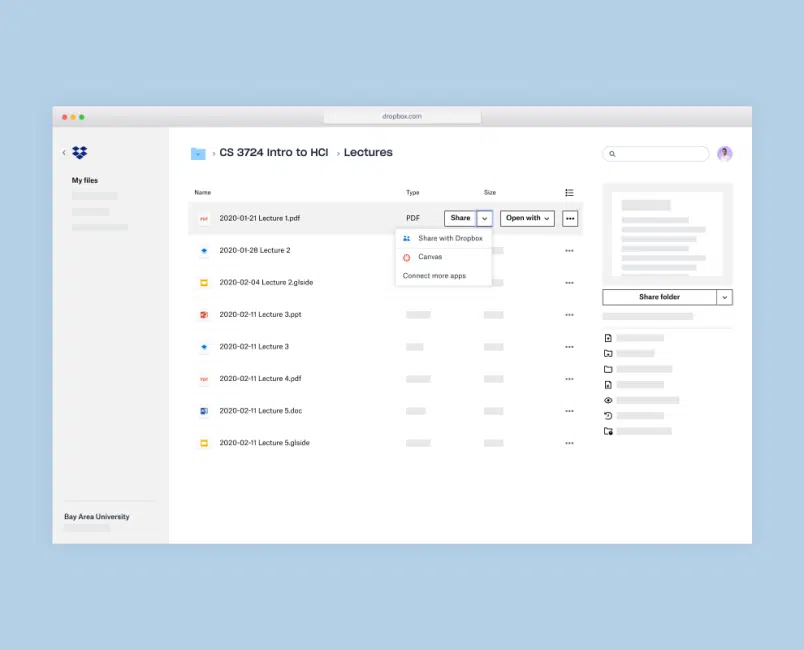 dropbox.com
CS 3724 Intro to HCI › Lectures
My files
Name Type Size
PDF 2020-01-21 Lecture 1.pdf PDF Share Open with
Share with Dropbox
2020-01-28 Lecture 2
Canvas
Connect more apps
2020-02-04 Lecture 2.glside
Share folder
2020-02-11 Lecture 3.ppt
2020-02-11 Lecture 3
PDF 2020-02-11 Lecture 4.pdf
2020-02-11 Lecture 5.doc
2020-02-11 Lecture 5.glside
Bay Area University